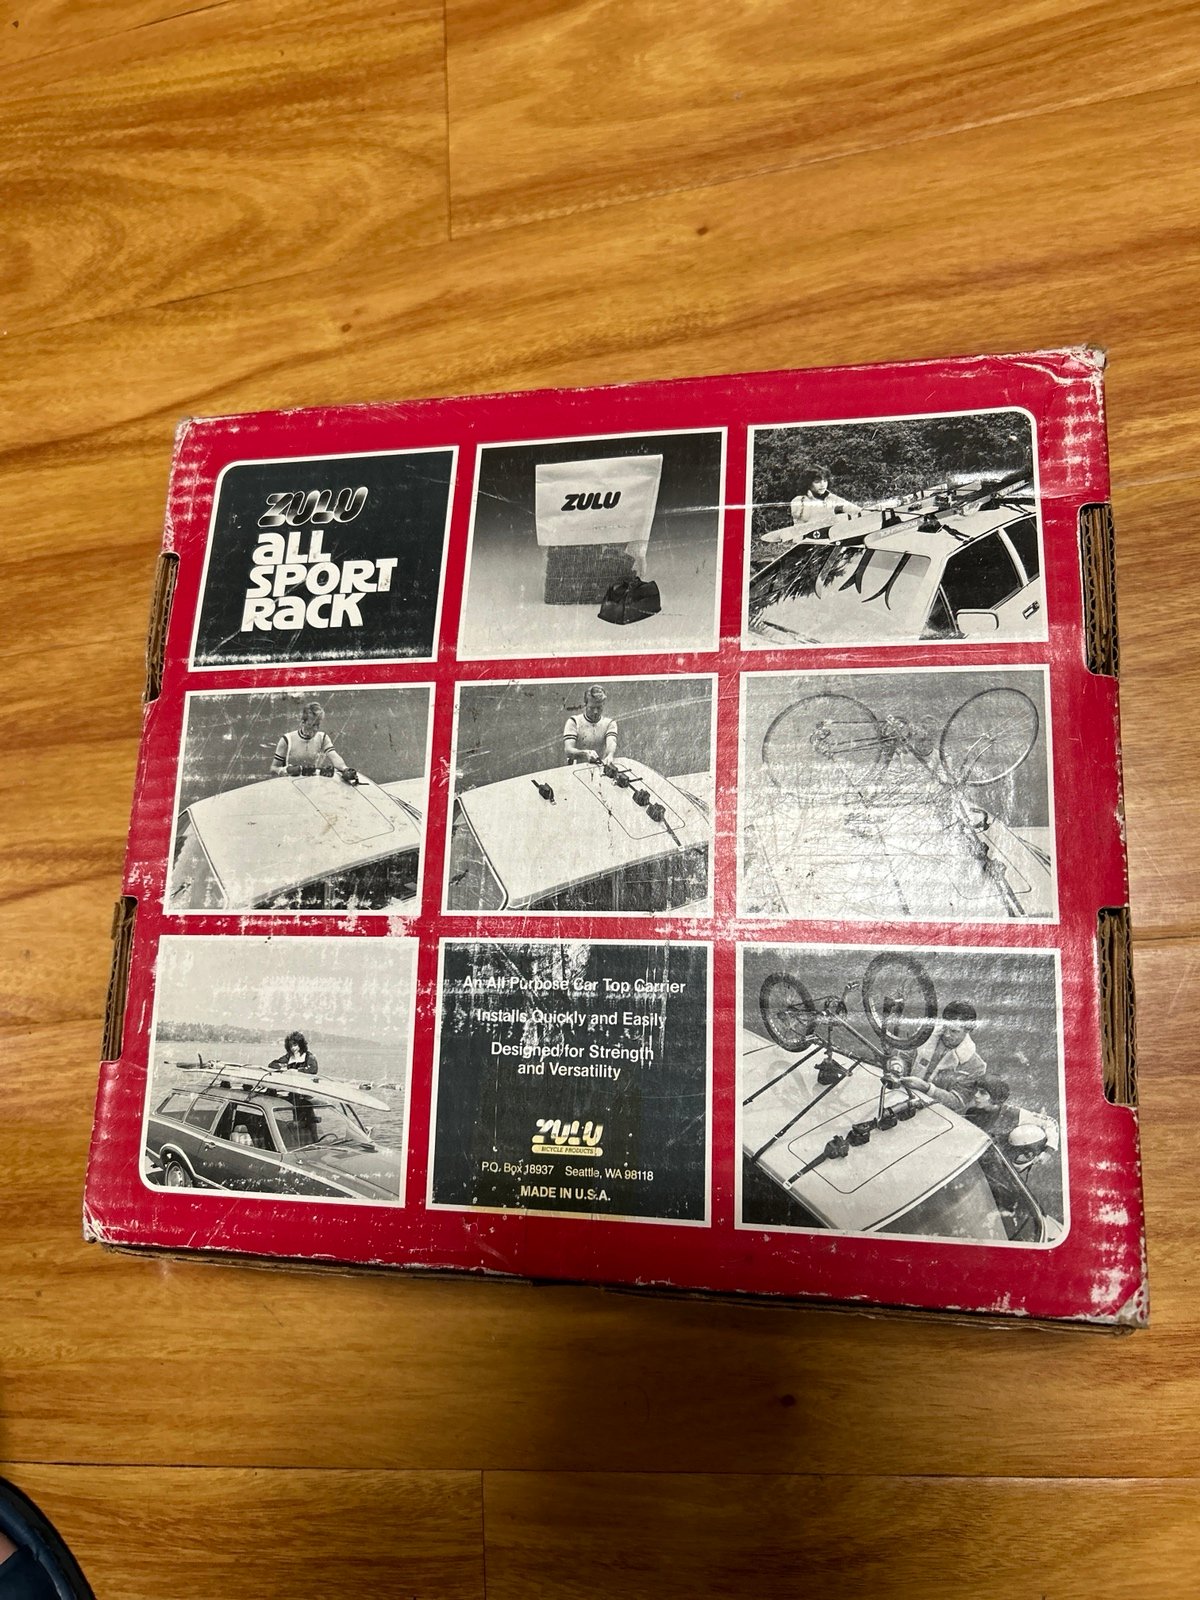 ZULU
aLL
SPORT
RaCK
ZULU
An All Purpose Car Top Carrier
Installs Quickly and Easily
Designed for Strength
and Versatility
ZULU
BICYCLE PRODUCTS
P.O. Box 18937 Seattle, WA 98118
MADE IN U.S.A.